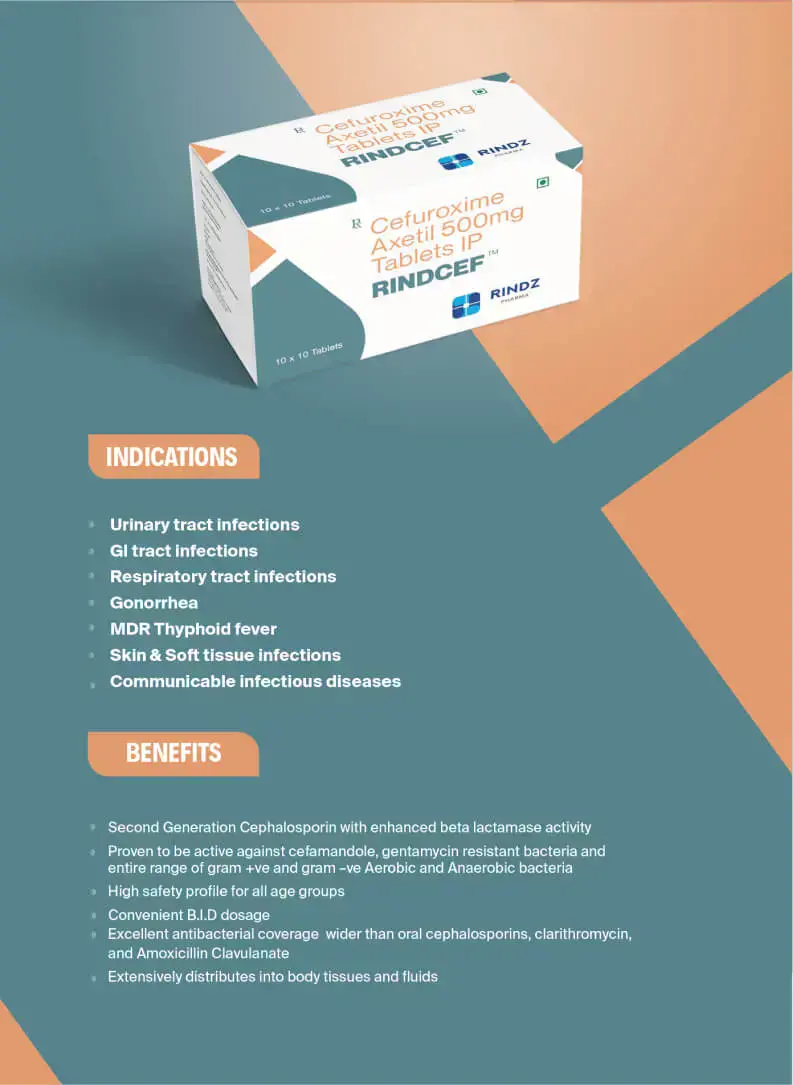 Cefuroxime
Axetil 500mg
Tablets IP
RINDCEF™
RINDZ
PHARMA
10 x 10 Tablets
Cefuroxime
Axetil 500mg
Tablets IP
RINDCEF™
RINDZ
PHARMA
10 x 10 Tablets
INDICATIONS
Urinary tract infections
GI tract infections
Respiratory tract infections
Gonorrhea
MDR Thyphoid fever
Skin & Soft tissue infections
Communicable infectious diseases
BENEFITS
Second Generation Cephalosporin with enhanced beta lactamase activity
Proven to be active against cefamandole, gentamycin resistant bacteria and
entire range of gram +ve and gram –ve Aerobic and Anaerobic bacteria
High safety profile for all age groups
Convenient B.I.D dosage
Excellent antibacterial coverage wider than oral cephalosporins, clarithromycin,
and Amoxicillin Clavulanate
Extensively distributes into body tissues and fluids